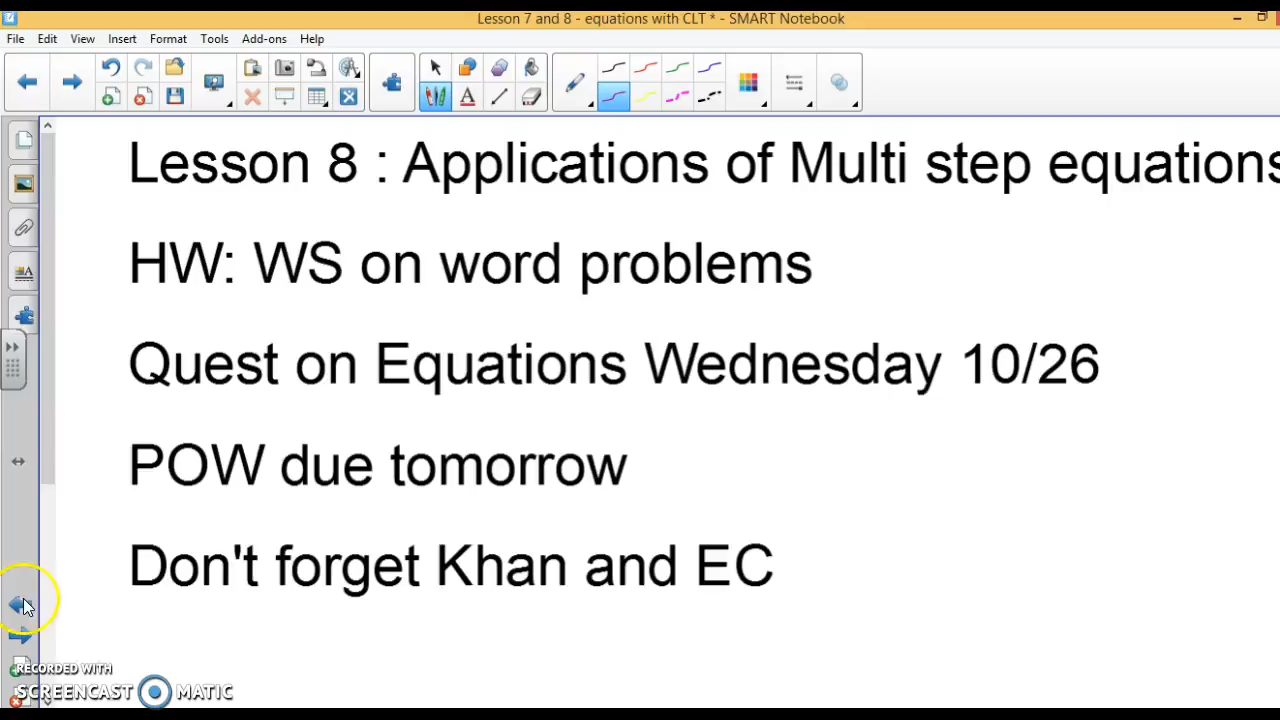 Lesson 7 and 8 - equations with CLT * - SMART Notebook
File Edit View Insert Format Tools Add-ons Help
Lesson 8 : Applications of Multi step equations
HW: WS on word problems
Quest on Equations Wednesday 10/26
POW due tomorrow
Don't forget Khan and EC
RECORDED WITH
SCREENCAST MATIC